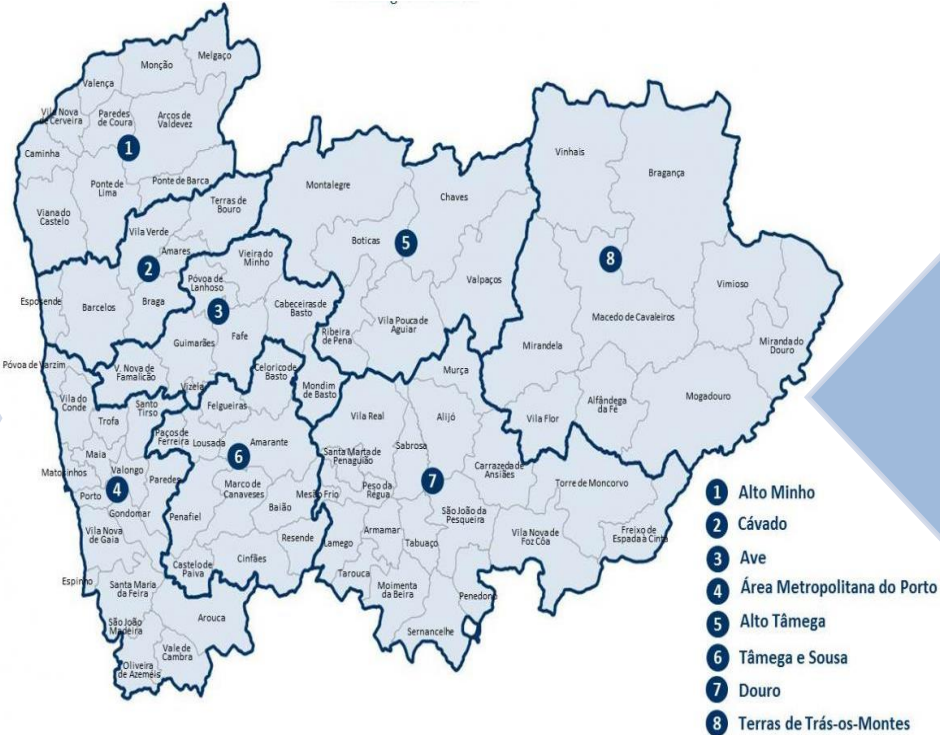 Melgaço
Monção
Valença
Vila Nova
de Cerveira
Paredes
de Coura
Arcos de
Valdevez
1
Caminha
Ponte de
Lima
Ponte de Barca
Viana do
Castelo
Terras de
Bouro
Vila Verde
Amares
2
Vieira do
Minho
Póvoa de
Lanhoso
Esposende
Barcelos
Braga
3
Cabeceiras de
Basto
Guimarães
Fafe
Póvoa de Varzim
V. Nova de
Famalicão
Vizela
Celorico de
Basto
Mondim
de Basto
Montalegre
Chaves
Boticas
5
Valpaços
Vila Pouca de
Aguiar
Ribeira
de Pena
Murça
Vinhais
Bragança
8
Vimioso
Macedo de Cavaleiros
Mirandela
Miranda do
Douro
Alfândega
da Fé
Mogadouro
Vila Flor
Vila do
Conde
Trofa
Santo
Tirso
Felgueiras
Paços de
Ferreira
Lousada
Amarante
6
Maia
Valongo
Matosinhos
Paredes
Porto
4
Gondomar
Vila Nova
de Gaia
Marco de
Canaveses
Baião
Penafiel
Resende
Cinfães
Castelo de
Paiva
Espinho
Santa Maria
da Feira
Arouca
São João
Madeira
Vale de
Cambra
Oliveira
de Azeméis
Vila Real
Alijó
Sabrosa
Santa Marta de
Penaguião
Carrazeda de
Ansiães
7
Peso da
Régua
Mesão Frio
São João da
Pesqueira
Torre de Moncorvo
Armamar
Tabuaço
Lamego
Vila Nova de
Foz Côa
Freixo de
Espada à Cinta
Tarouca
Moimenta
da Beira
Penedono
Sernancelhe
1 Alto Minho
2 Cávado
3 Ave
4 Área Metropolitana do Porto
5 Alto Tâmega
6 Tâmega e Sousa
7 Douro
8 Terras de Trás-os-Montes